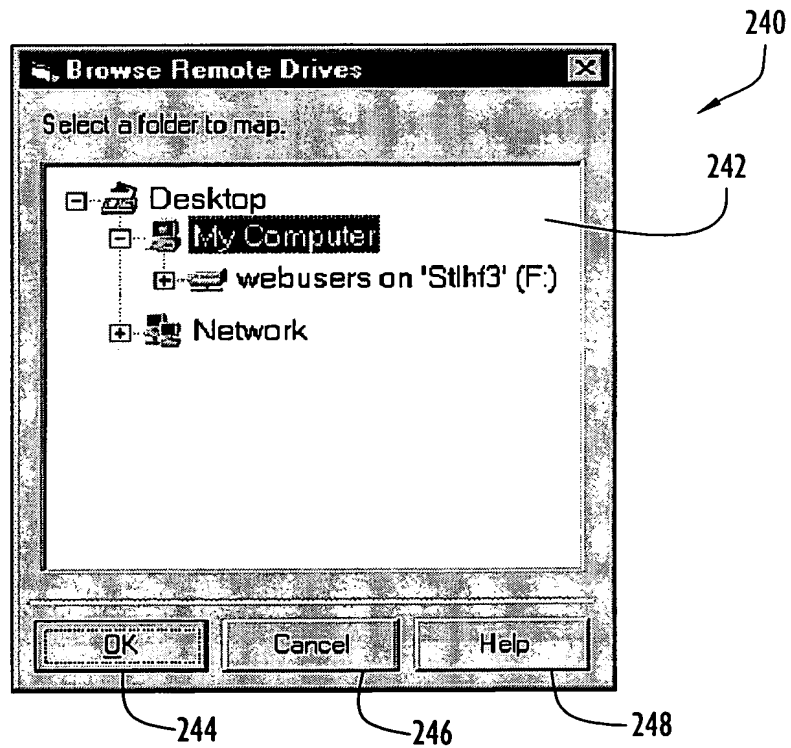 240
Browse Remote Drives
Select a folder to map.
242
Desktop
My Computer
webusers on 'Stlhf3' (F:)
Network
OK
Cancel
Help
244
246
248